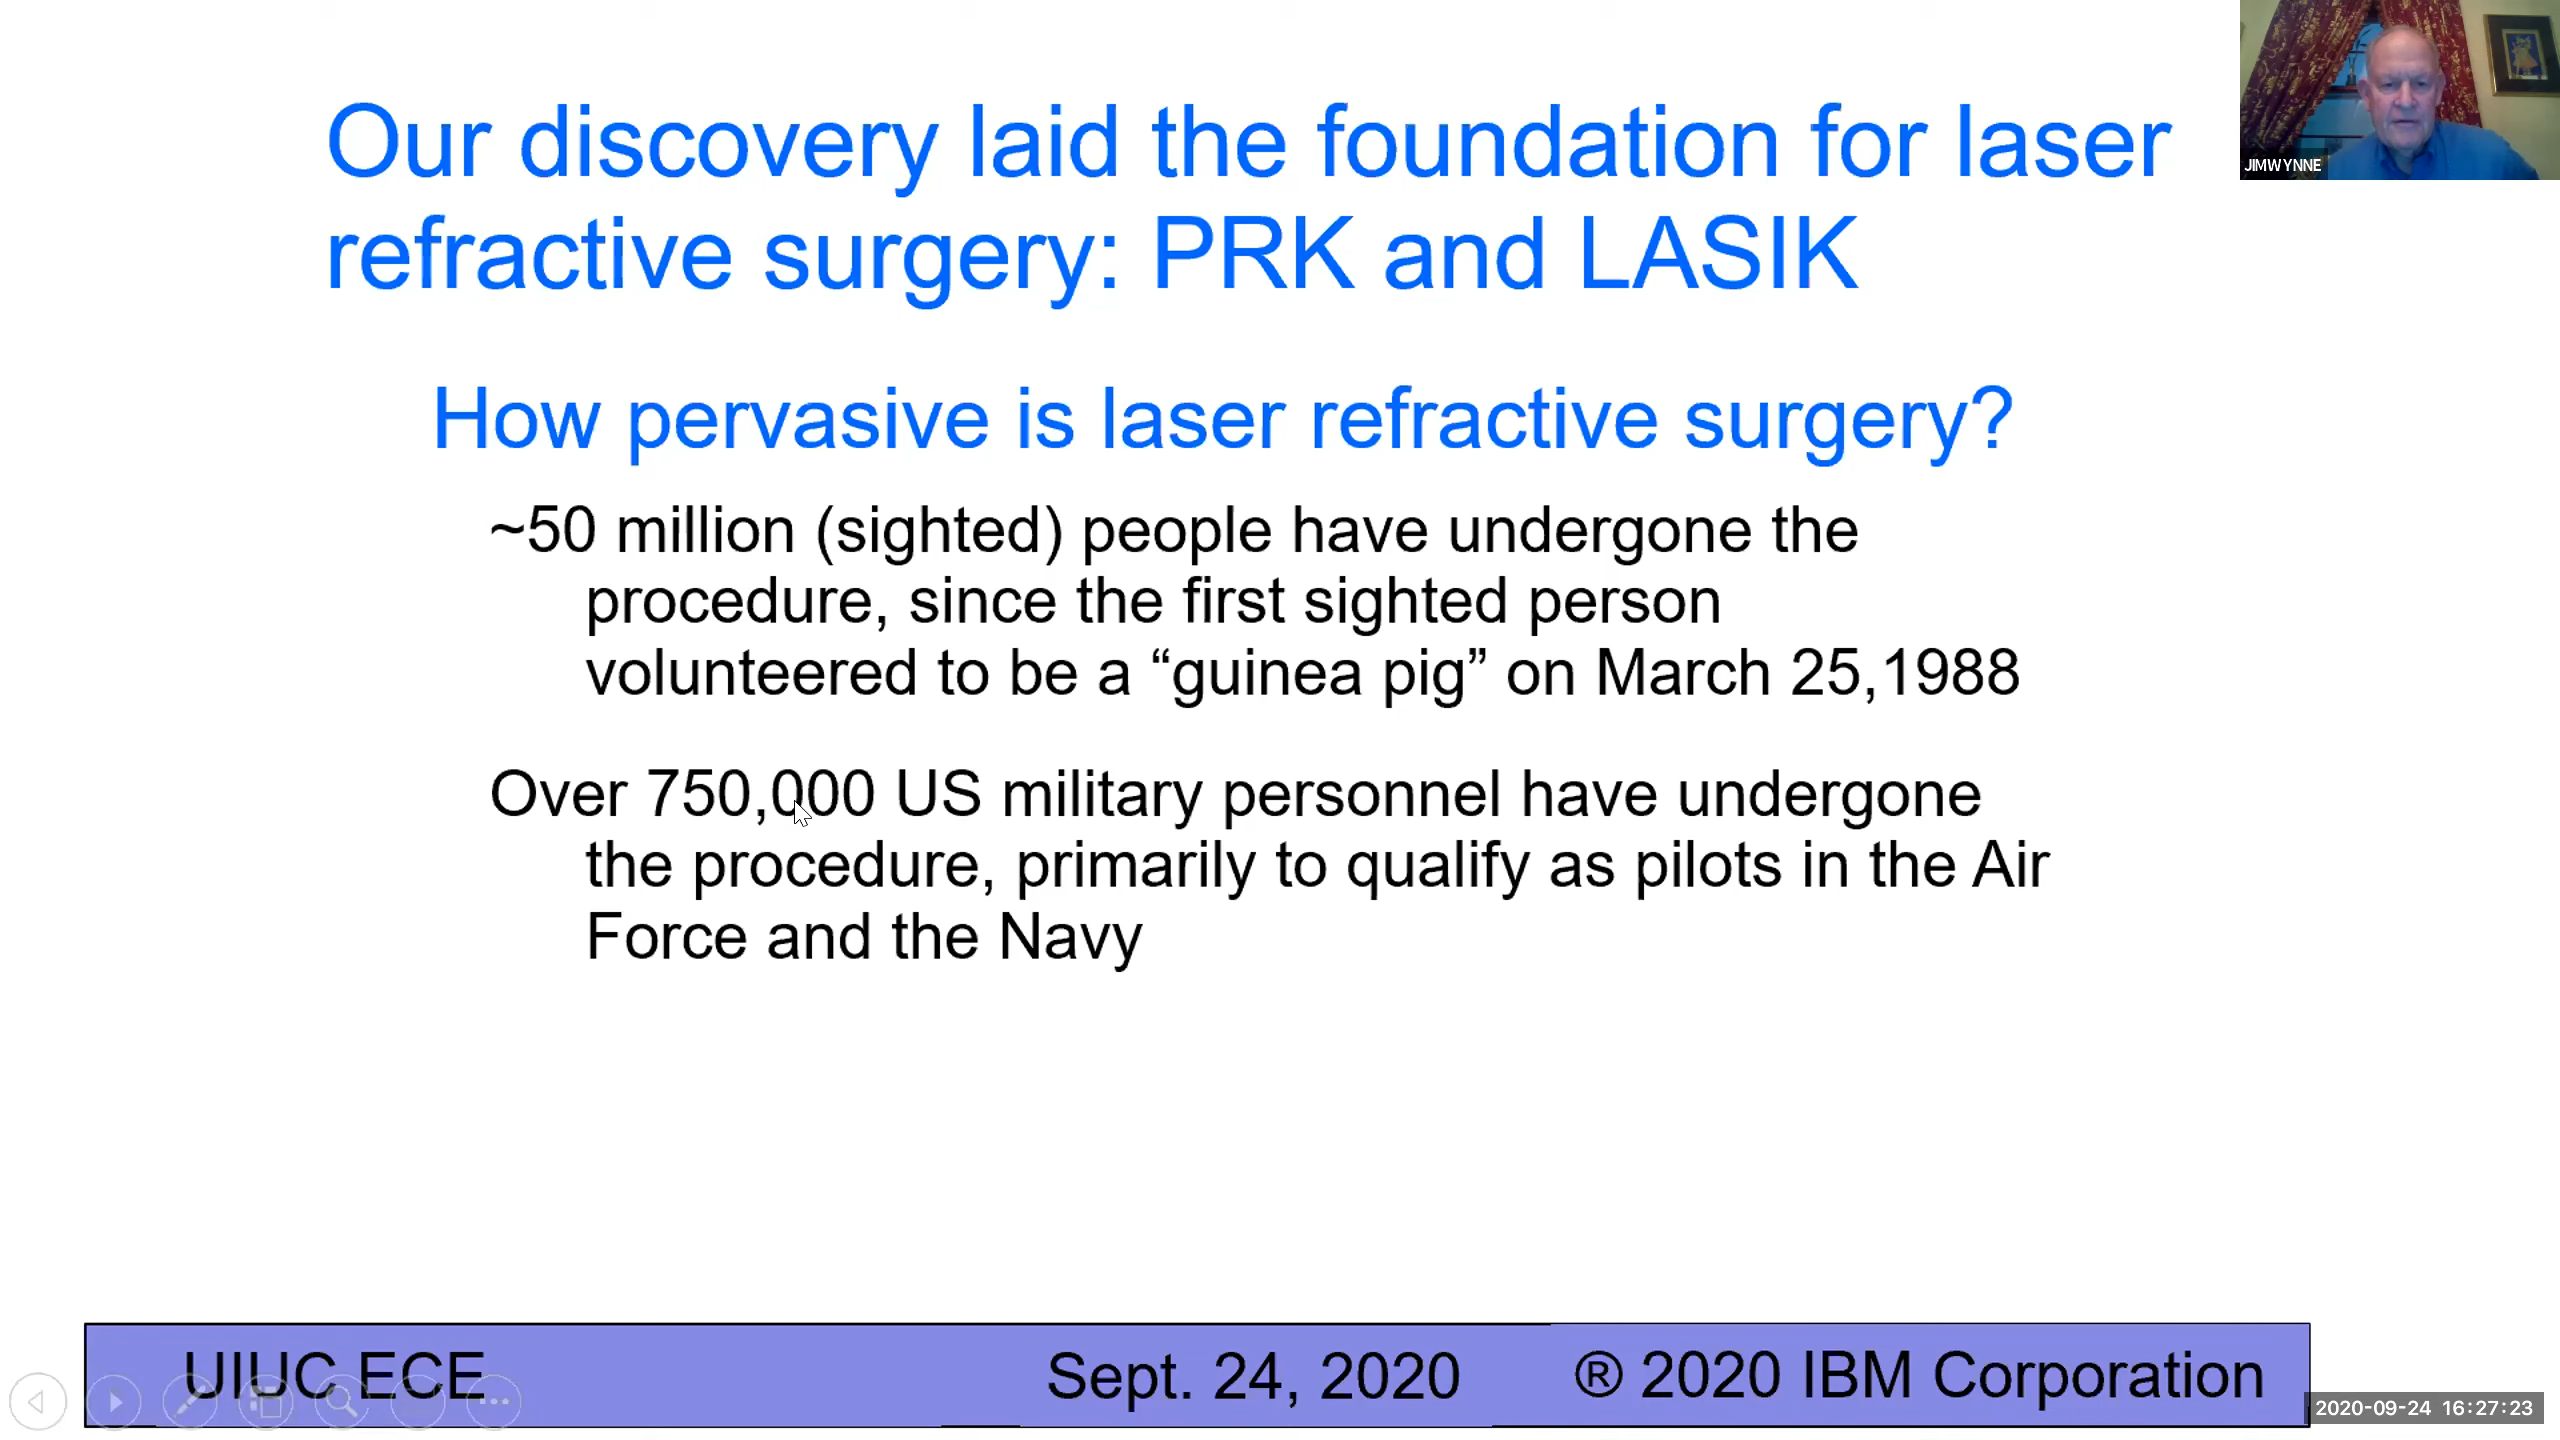 Our discovery laid the foundation for laser
refractive surgery: PRK and LASIK
JIMWYNNE
How pervasive is laser refractive surgery?
~50 million (sighted) people have undergone the
procedure, since the first sighted person
volunteered to be a “guinea pig” on March 25,1988
Over 750,000 US military personnel have undergone
the procedure, primarily to qualify as pilots in the Air
Force and the Navy
UIUC ECE
Sept. 24, 2020
® 2020 IBM Corporation
2020-09-24 16:27:23